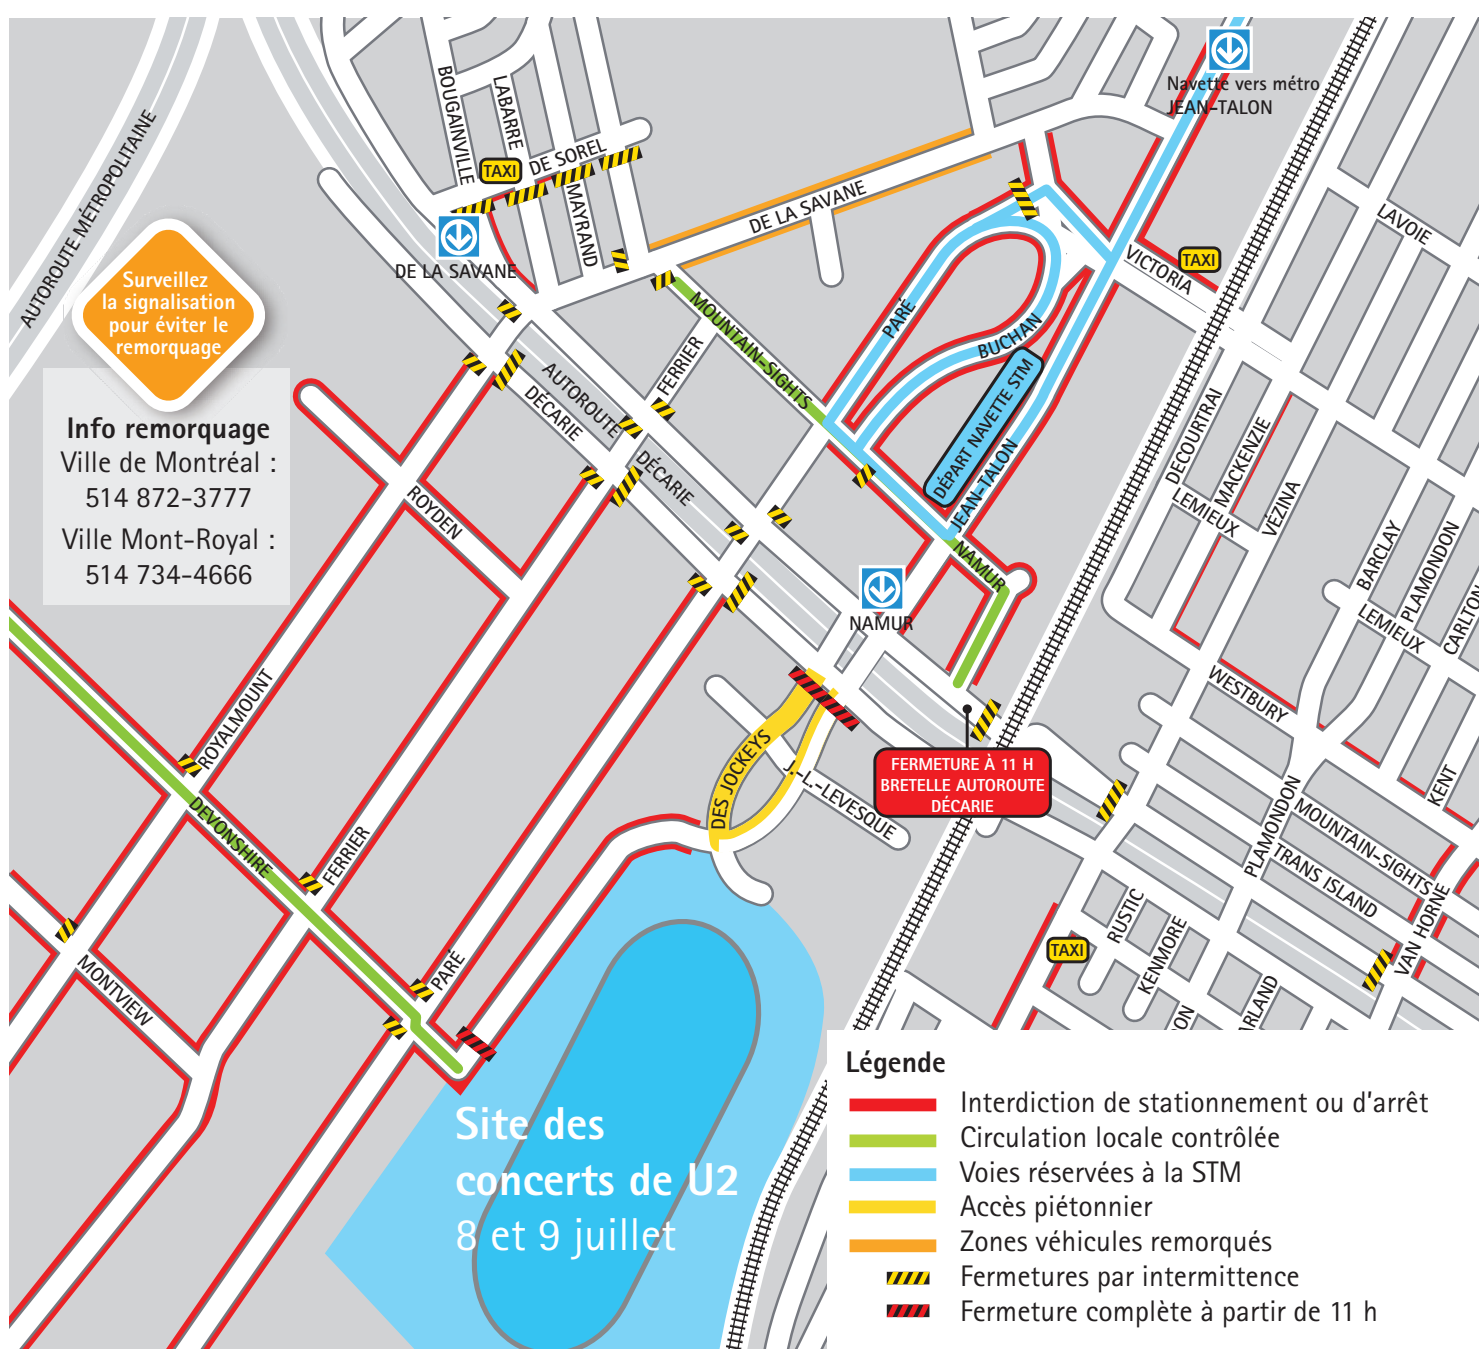 Navette vers métro
JEAN-TALON
AUTOROUTE MÉTROPOLITAINE
BOUGAINVILLE
LABARRE
TAXI
DE SOREL
MAYRAND
DE LA SAVANE
DE LA SAVANE
LAVOIE
VICTORIA
TAXI
Surveillez
la signalisation
pour éviter le
remorquage
Info remorquage
Ville de Montréal :
514 872-3777
Ville Mont-Royal :
514 734-4666
MOUNTAIN-SIGHTS
PARÉ
BUCHAN
FERRIER
AUTOROUTE
DÉCARIE
DÉCARIE
DÉPART NAVETTE STM
JEAN-TALON
DECOURTRAI
MACKENZIE
LEMIEUX
VÉZINA
BARCLAY
PLAMONDON
LEMIEUX
CARLTON
ROYDEN
NAMUR
NAMUR
WESTBURY
ROYALMOUNT
DES JOCKEYS
J.-L.-LEVESQUE
FERMETURE À 11 H
BRETELLE AUTOROUTE
DÉCARIE
KENT
PLAMONDON
MOUNTAIN-SIGHTS
TRANS ISLAND
VAN HORNE
DEVONSHIRE
FERRIER
RUSTIC
KENMORE
TAXI
PARÉ
MONTVIEW
DON
ARLAND
Site des
concerts de U2
8 et 9 juillet
Légende
Interdiction de stationnement ou d'arrêt
Circulation locale contrôlée
Voies réservées à la STM
Accès piétonnier
Zones véhicules remorqués
Fermetures par intermittence
Fermeture complète à partir de 11 h